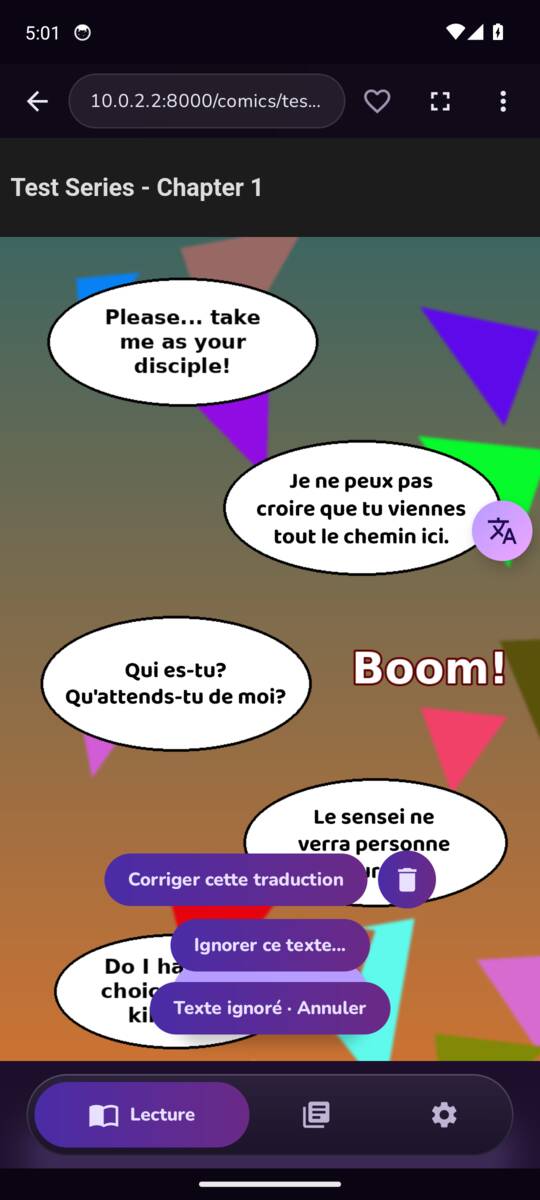 5:01
10.0.2.2:8000/comics/tes...
Test Series - Chapter 1
Please... take
me as your
disciple!
Je ne peux pas
croire que tu viennes
tout le chemin ici.
Qui es-tu?
Qu'attends-tu de moi?
Boom!
Le sensei ne
verra personne
Corriger cette traduction
Ignorer ce texte...
Do I
Texte ignoré · Annuler
Lecture